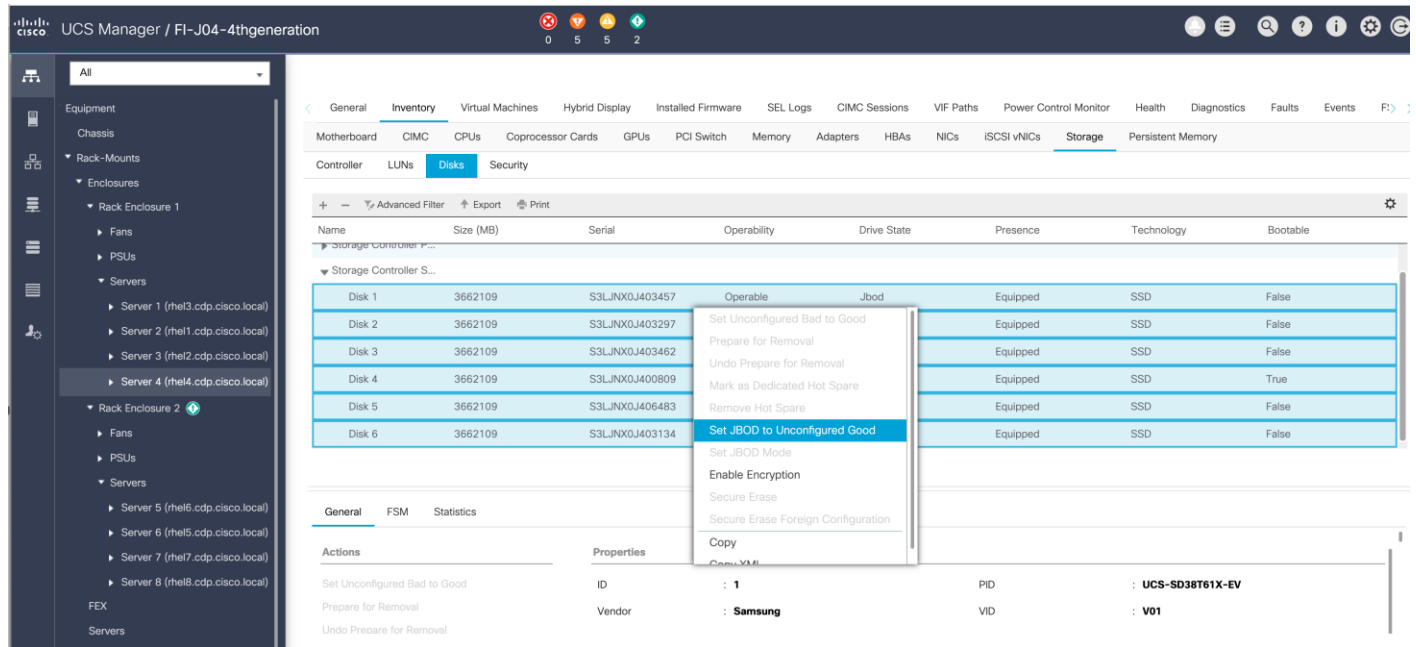 cisco UCS Manager / FI-J04-4thgeneration
0 5 5 2
All
Equipment
Chassis
Rack-Mounts
Enclosures
Rack Enclosure 1
Fans
PSUs
Servers
Server 1 (rhel3.cdp.cisco.local)
Server 2 (rhel1.cdp.cisco.local)
Server 3 (rhel2.cdp.cisco.local)
Server 4 (rhel4.cdp.cisco.local)
Rack Enclosure 2
Fans
PSUs
Servers
Server 5 (rhel6.cdp.cisco.local)
Server 6 (rhel5.cdp.cisco.local)
Server 7 (rhel7.cdp.cisco.local)
Server 8 (rhel8.cdp.cisco.local)
FEX
Servers
General Inventory Virtual Machines Hybrid Display Installed Firmware SEL Logs CIMC Sessions VIF Paths Power Control Monitor Health Diagnostics Faults Events
Motherboard CIMC CPUs Coprocessor Cards GPUs PCI Switch Memory Adapters HBAs NICs iSCSI vNICs Storage Persistent Memory
Controller LUNs Disks Security
+ − Advanced Filter Export Print
Name Size (MB) Serial Operability Drive State Presence Technology Bootable
Storage Controller P...
Storage Controller S...
Disk 1 3662109 S3LJNX0J403457 Operable Jbod Equipped SSD False
Disk 2 3662109 S3LJNX0J403297 Equipped SSD False
Disk 3 3662109 S3LJNX0J403462 Equipped SSD False
Disk 4 3662109 S3LJNX0J400809 Equipped SSD True
Disk 5 3662109 S3LJNX0J406483 Equipped SSD False
Disk 6 3662109 S3LJNX0J403134 Equipped SSD False
Set Unconfigured Bad to Good
Prepare for Removal
Undo Prepare for Removal
Mark as Dedicated Hot Spare
Remove Hot Spare
Set JBOD to Unconfigured Good
Set JBOD Mode
Enable Encryption
Secure Erase
Secure Erase Foreign Configuration
Copy
Copy XML
General FSM Statistics
Actions
Set Unconfigured Bad to Good
Prepare for Removal
Undo Prepare for Removal
Properties
ID : 1 PID : UCS-SD38T61X-EV
Vendor : Samsung VID : V01